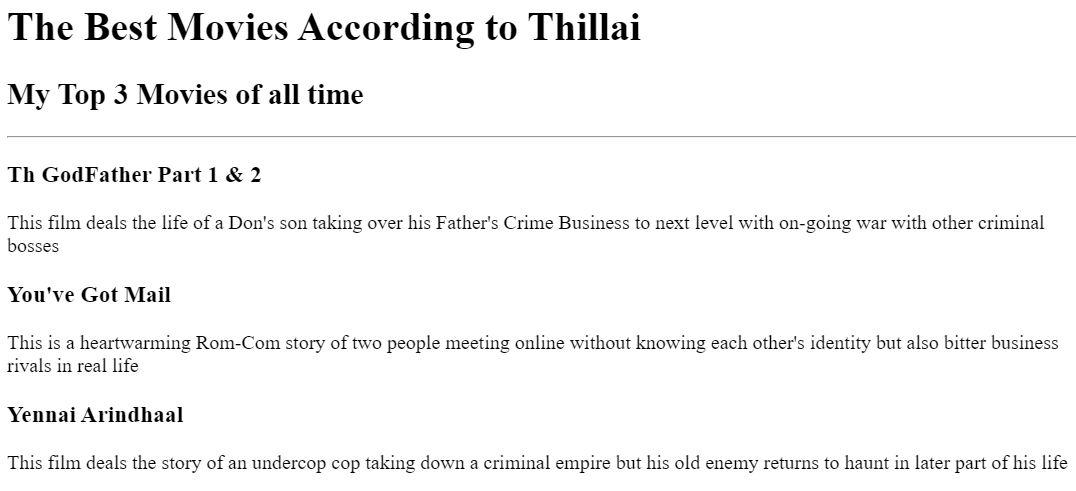 The Best Movies According to Thillai
My Top 3 Movies of all time
Th GodFather Part 1 & 2
This film deals the life of a Don's son taking over his Father's Crime Business to next level with on-going war with other criminal
bosses
You've Got Mail
This is a heartwarming Rom-Com story of two people meeting online without knowing each other's identity but also bitter business
rivals in real life
Yennai Arindhaal
This film deals the story of an undercop cop taking down a criminal empire but his old enemy returns to haunt in later part of his life